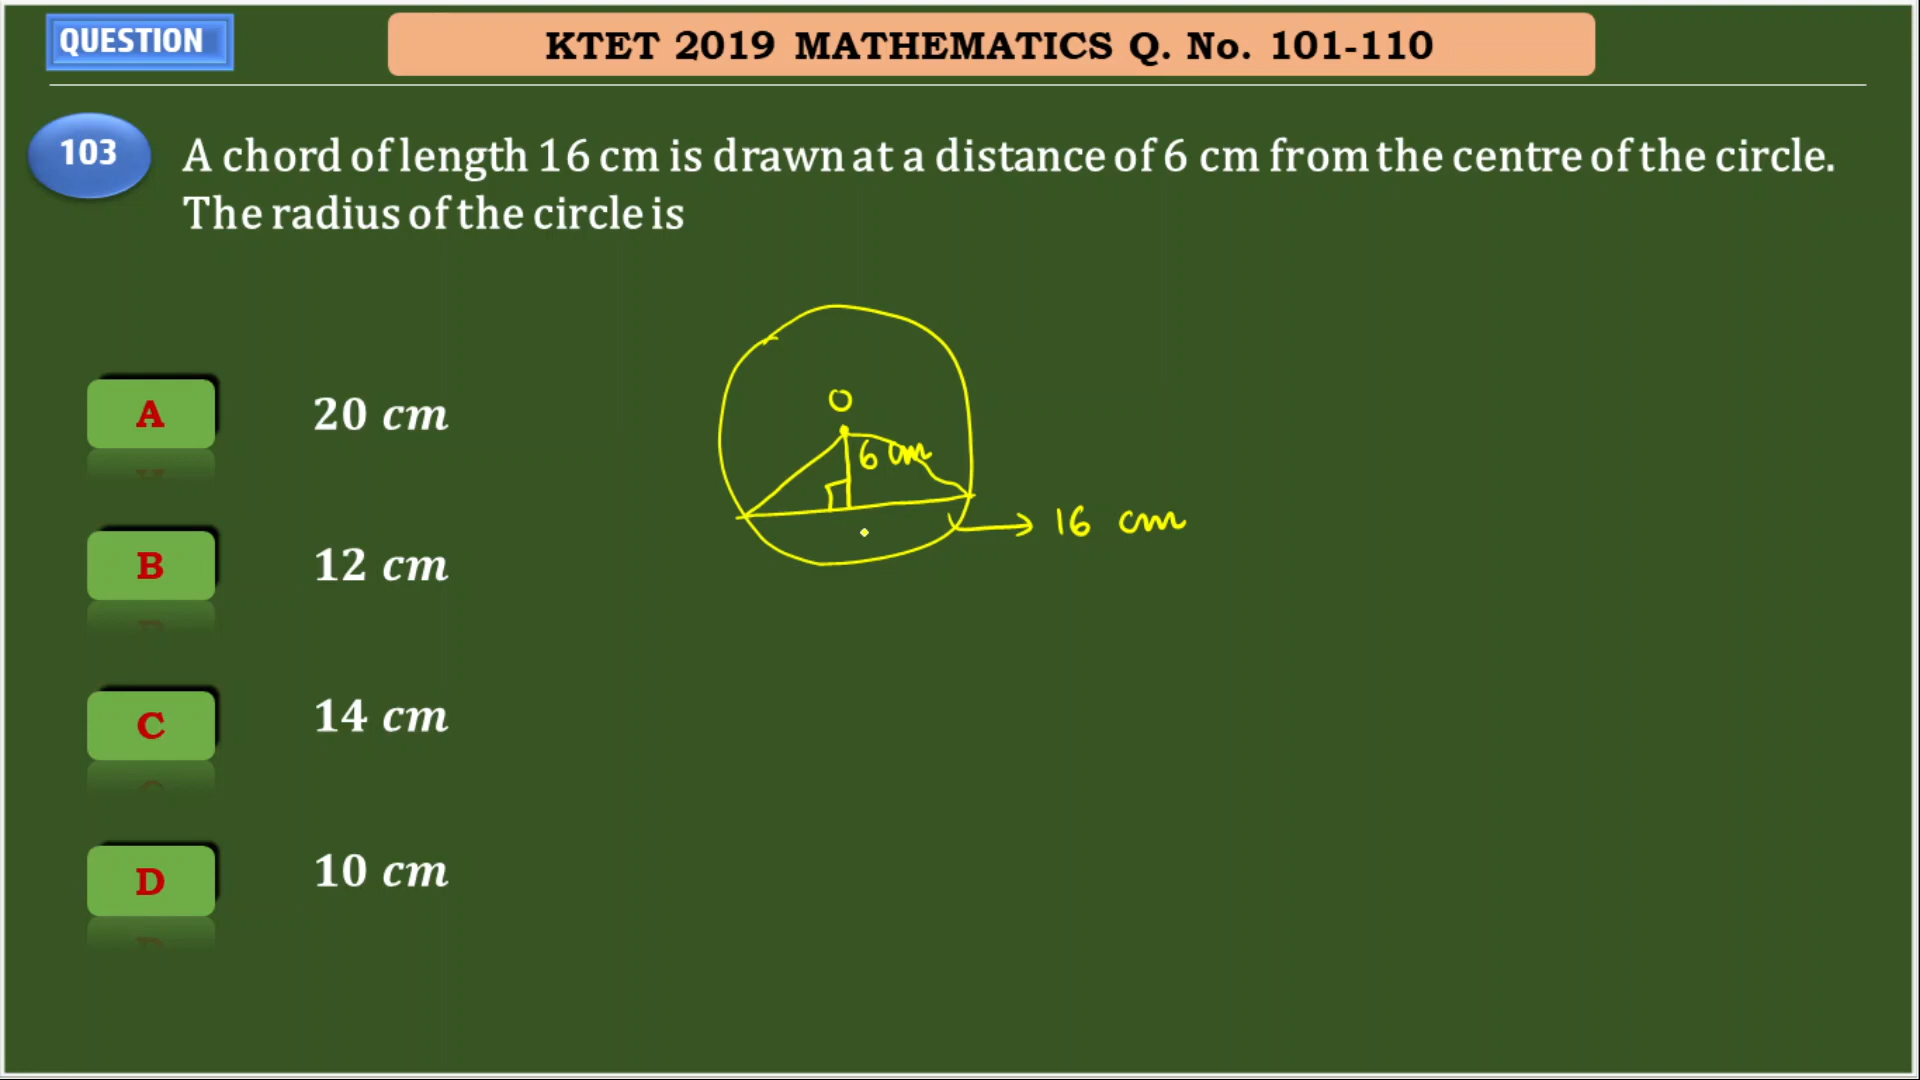 QUESTION
KTET 2019 MATHEMATICS Q. No. 101-110
103
A chord of length 16 cm is drawn at a distance of 6 cm from the centre of the circle.
The radius of the circle is
O
6 cm
16 cm
A 20 cm
B 12 cm
C 14 cm
D 10 cm